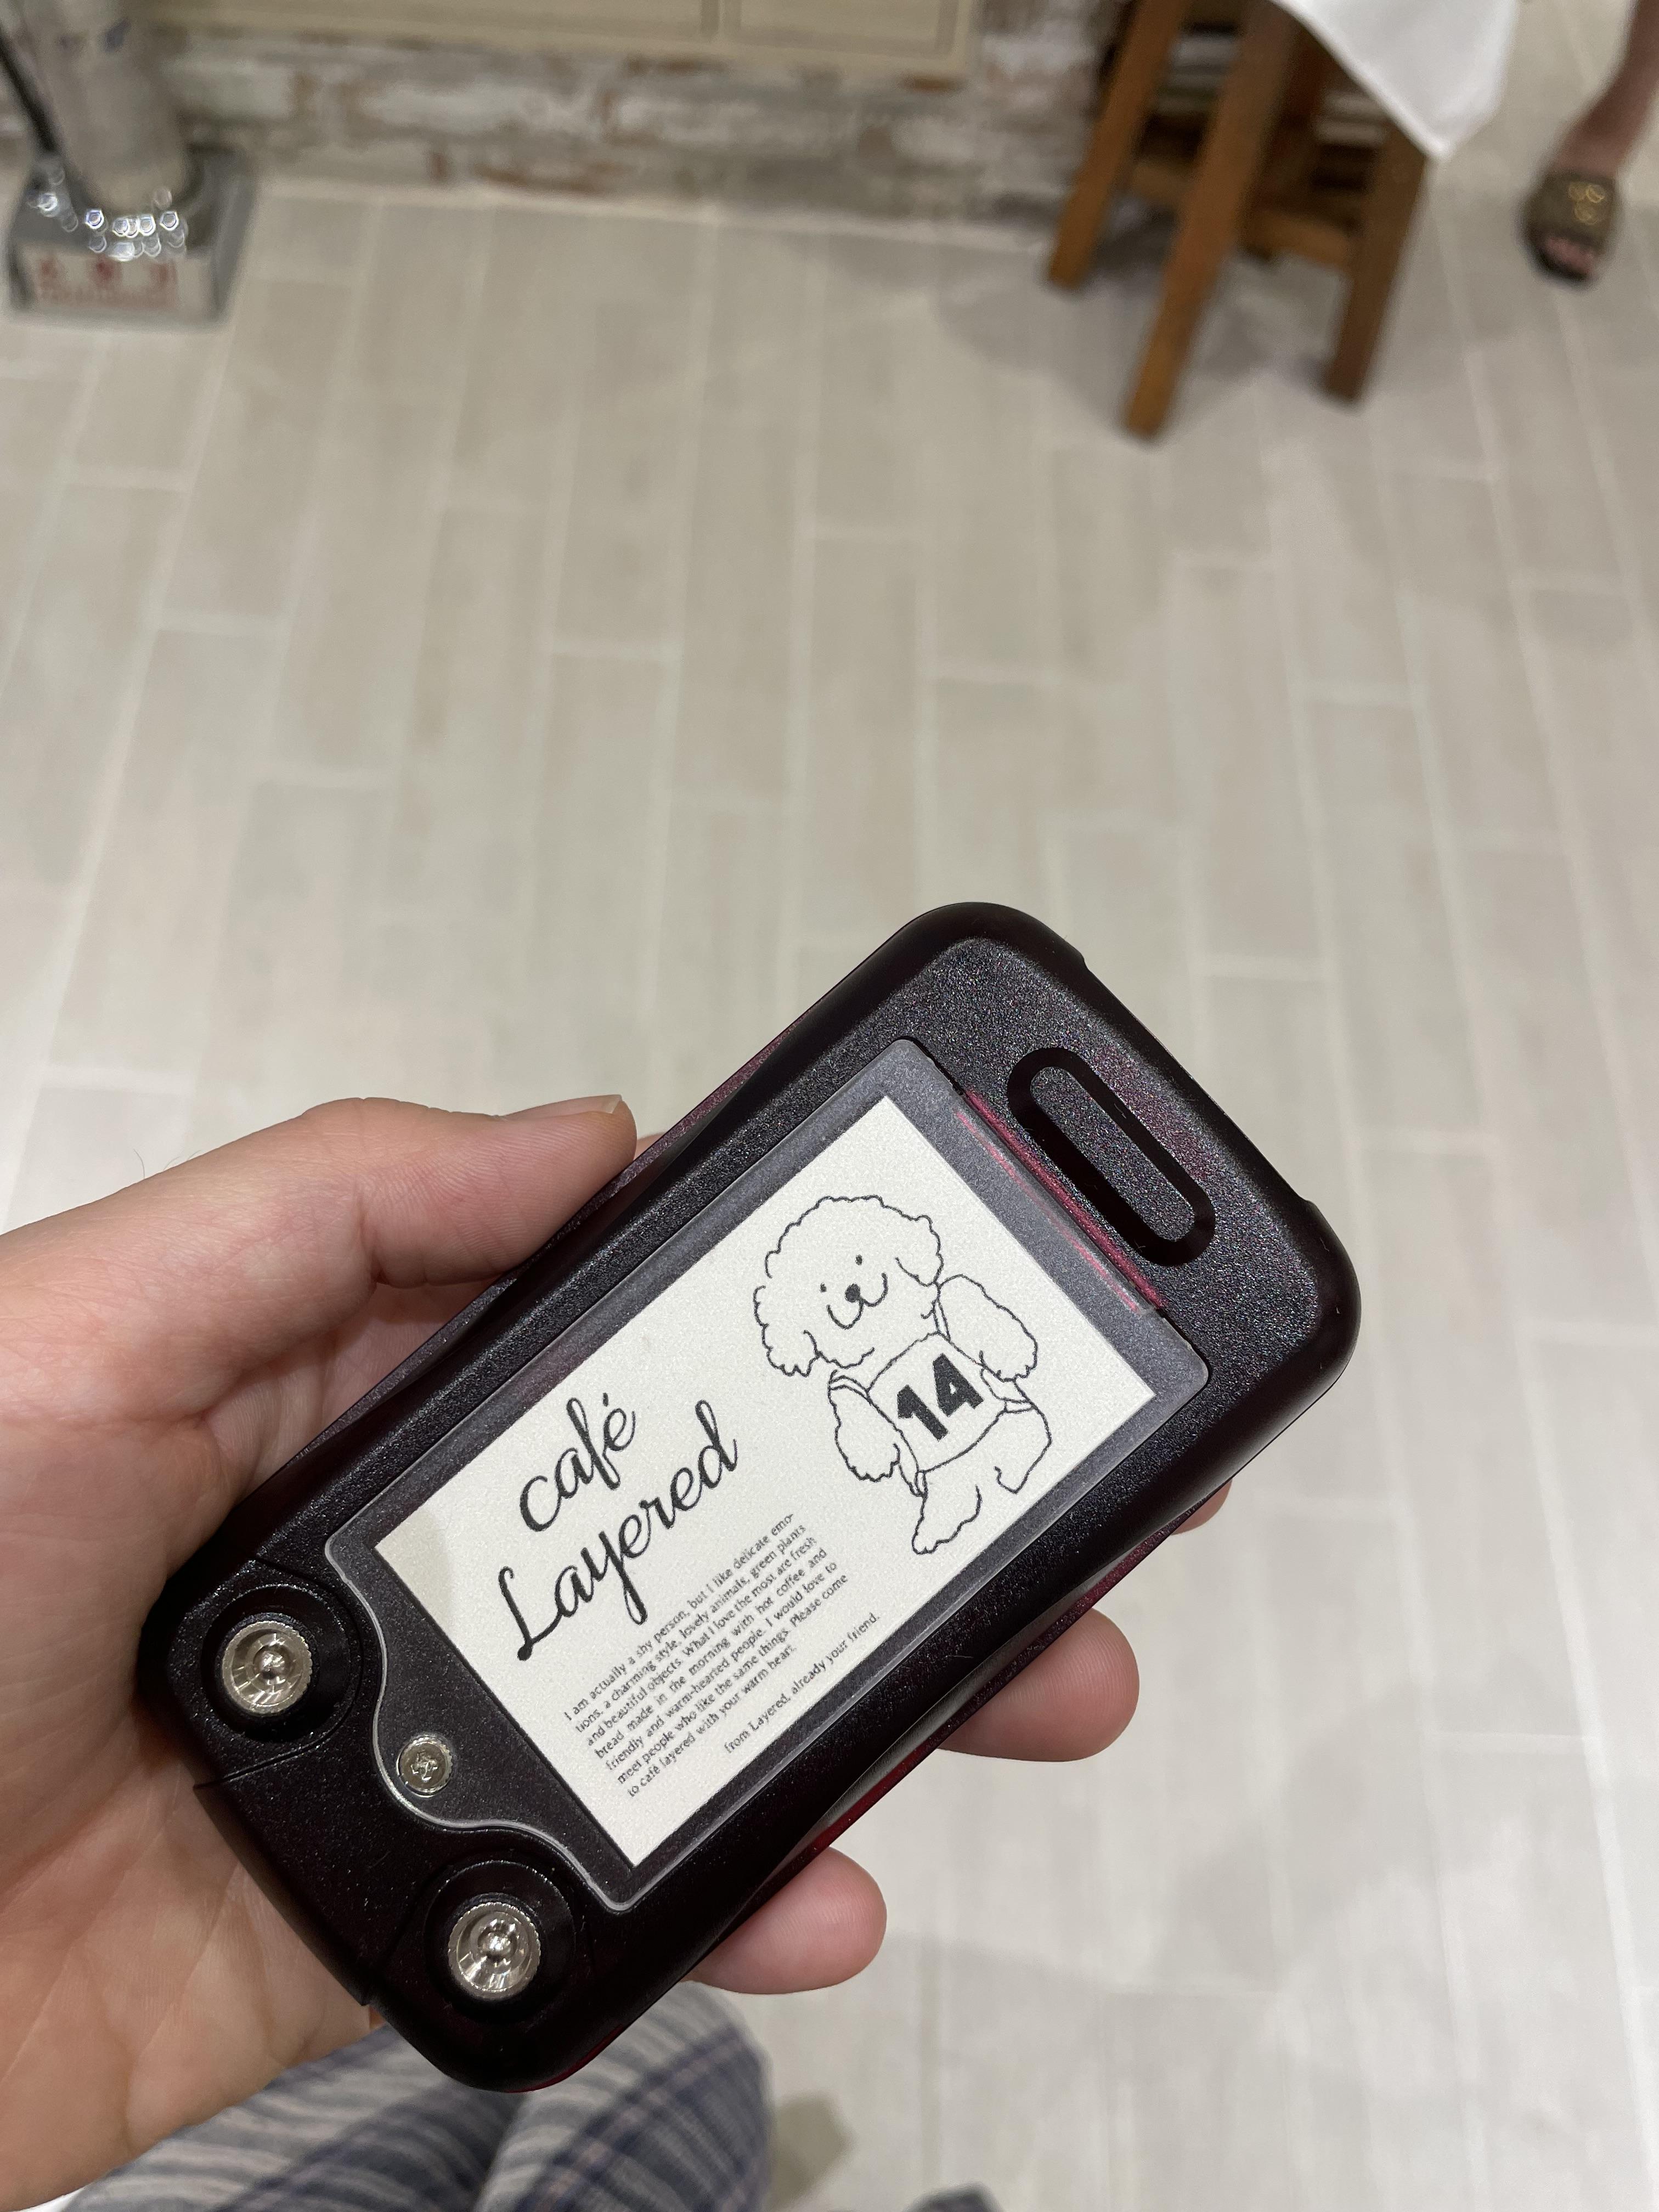 café
Layered
14
I am actually a shy person, but I like delicate emo-
tions, a charming style, lovely animals, green plants
and beautiful objects. What I love the most are fresh
bread made in the morning with hot coffee and
friendly and warm-hearted people. I would love to
meet people who like the same things. Please come
to café layered with your warm heart.
from Layered, already your friend.